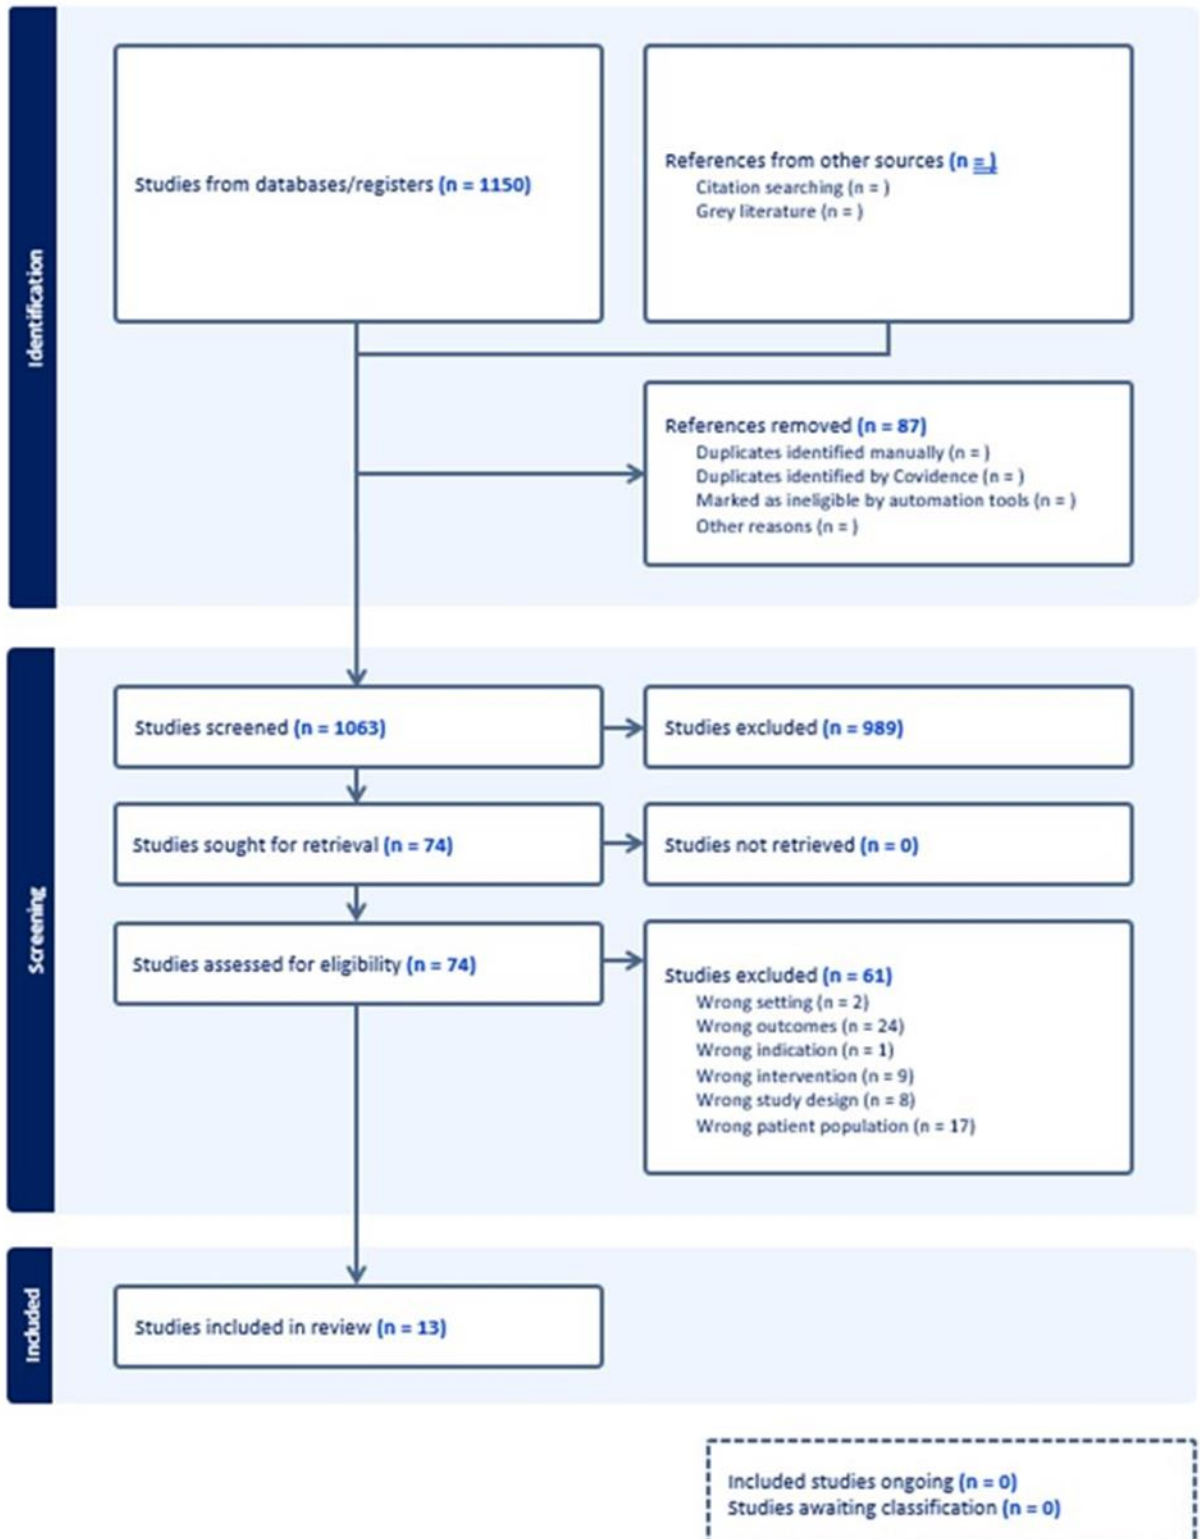 Identification
Studies from databases/registers (n = 1150)
References from other sources (n = )
Citation searching (n = )
Grey literature (n = )
References removed (n = 87)
Duplicates identified manually (n = )
Duplicates identified by Covidence (n = )
Marked as ineligible by automation tools (n = )
Other reasons (n = )
Screening
Studies screened (n = 1063)
Studies excluded (n = 989)
Studies sought for retrieval (n = 74)
Studies not retrieved (n = 0)
Studies assessed for eligibility (n = 74)
Studies excluded (n = 61)
Wrong setting (n = 2)
Wrong outcomes (n = 24)
Wrong indication (n = 1)
Wrong intervention (n = 9)
Wrong study design (n = 8)
Wrong patient population (n = 17)
Included
Studies included in review (n = 13)
Included studies ongoing (n = 0)
Studies awaiting classification (n = 0)